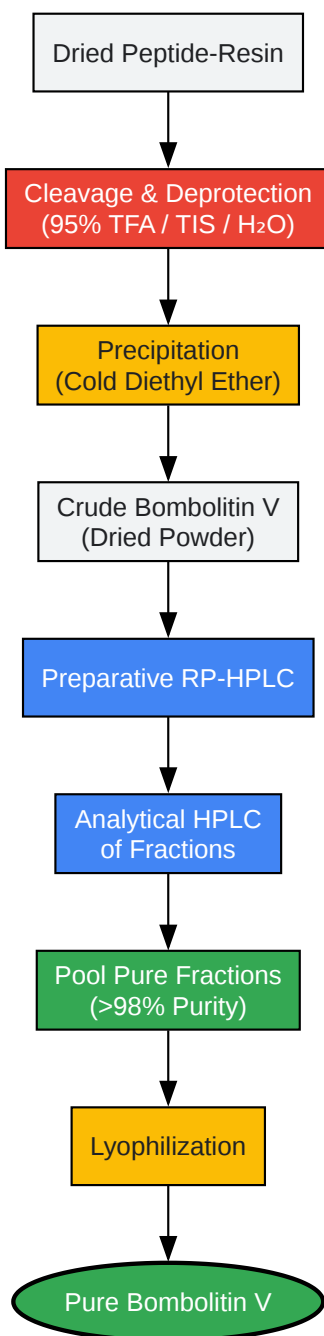 Dried Peptide-Resin
Cleavage & Deprotection
(95% TFA / TIS / H₂O)
Precipitation
(Cold Diethyl Ether)
Crude Bombolitin V
(Dried Powder)
Preparative RP-HPLC
Analytical HPLC
of Fractions
Pool Pure Fractions
(>98% Purity)
Lyophilization
Pure Bombolitin V